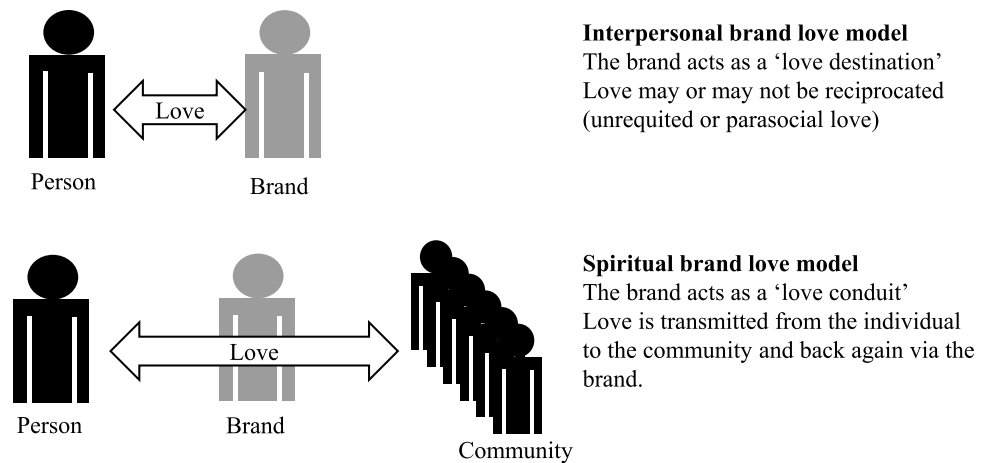 Love
Person
Brand
Interpersonal brand love model
The brand acts as a ‘love destination’
Love may or may not be reciprocated
(unrequited or parasocial love)
Love
Person
Brand
Community
Spiritual brand love model
The brand acts as a ‘love conduit’
Love is transmitted from the individual
to the community and back again via the
brand.